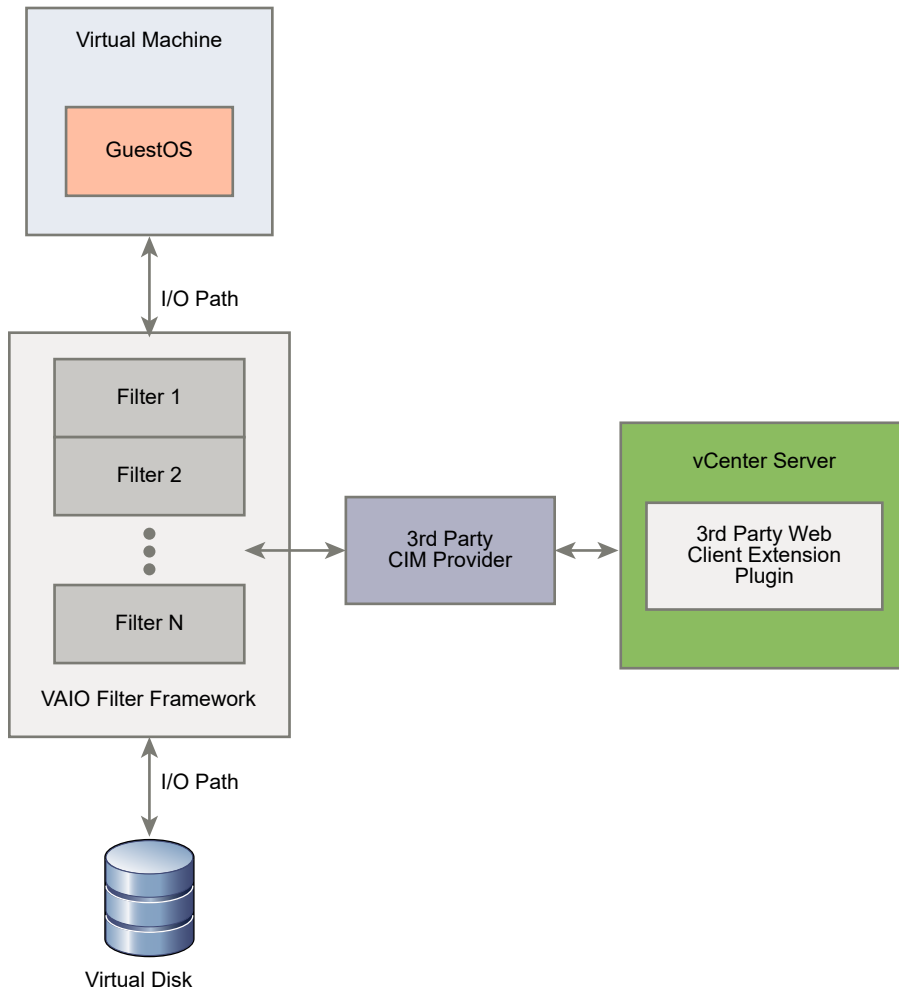 Virtual Machine
GuestOS
I/O Path
Filter 1
Filter 2
Filter N
VAIO Filter Framework
3rd Party
CIM Provider
vCenter Server
3rd Party Web
Client Extension
Plugin
I/O Path
Virtual Disk